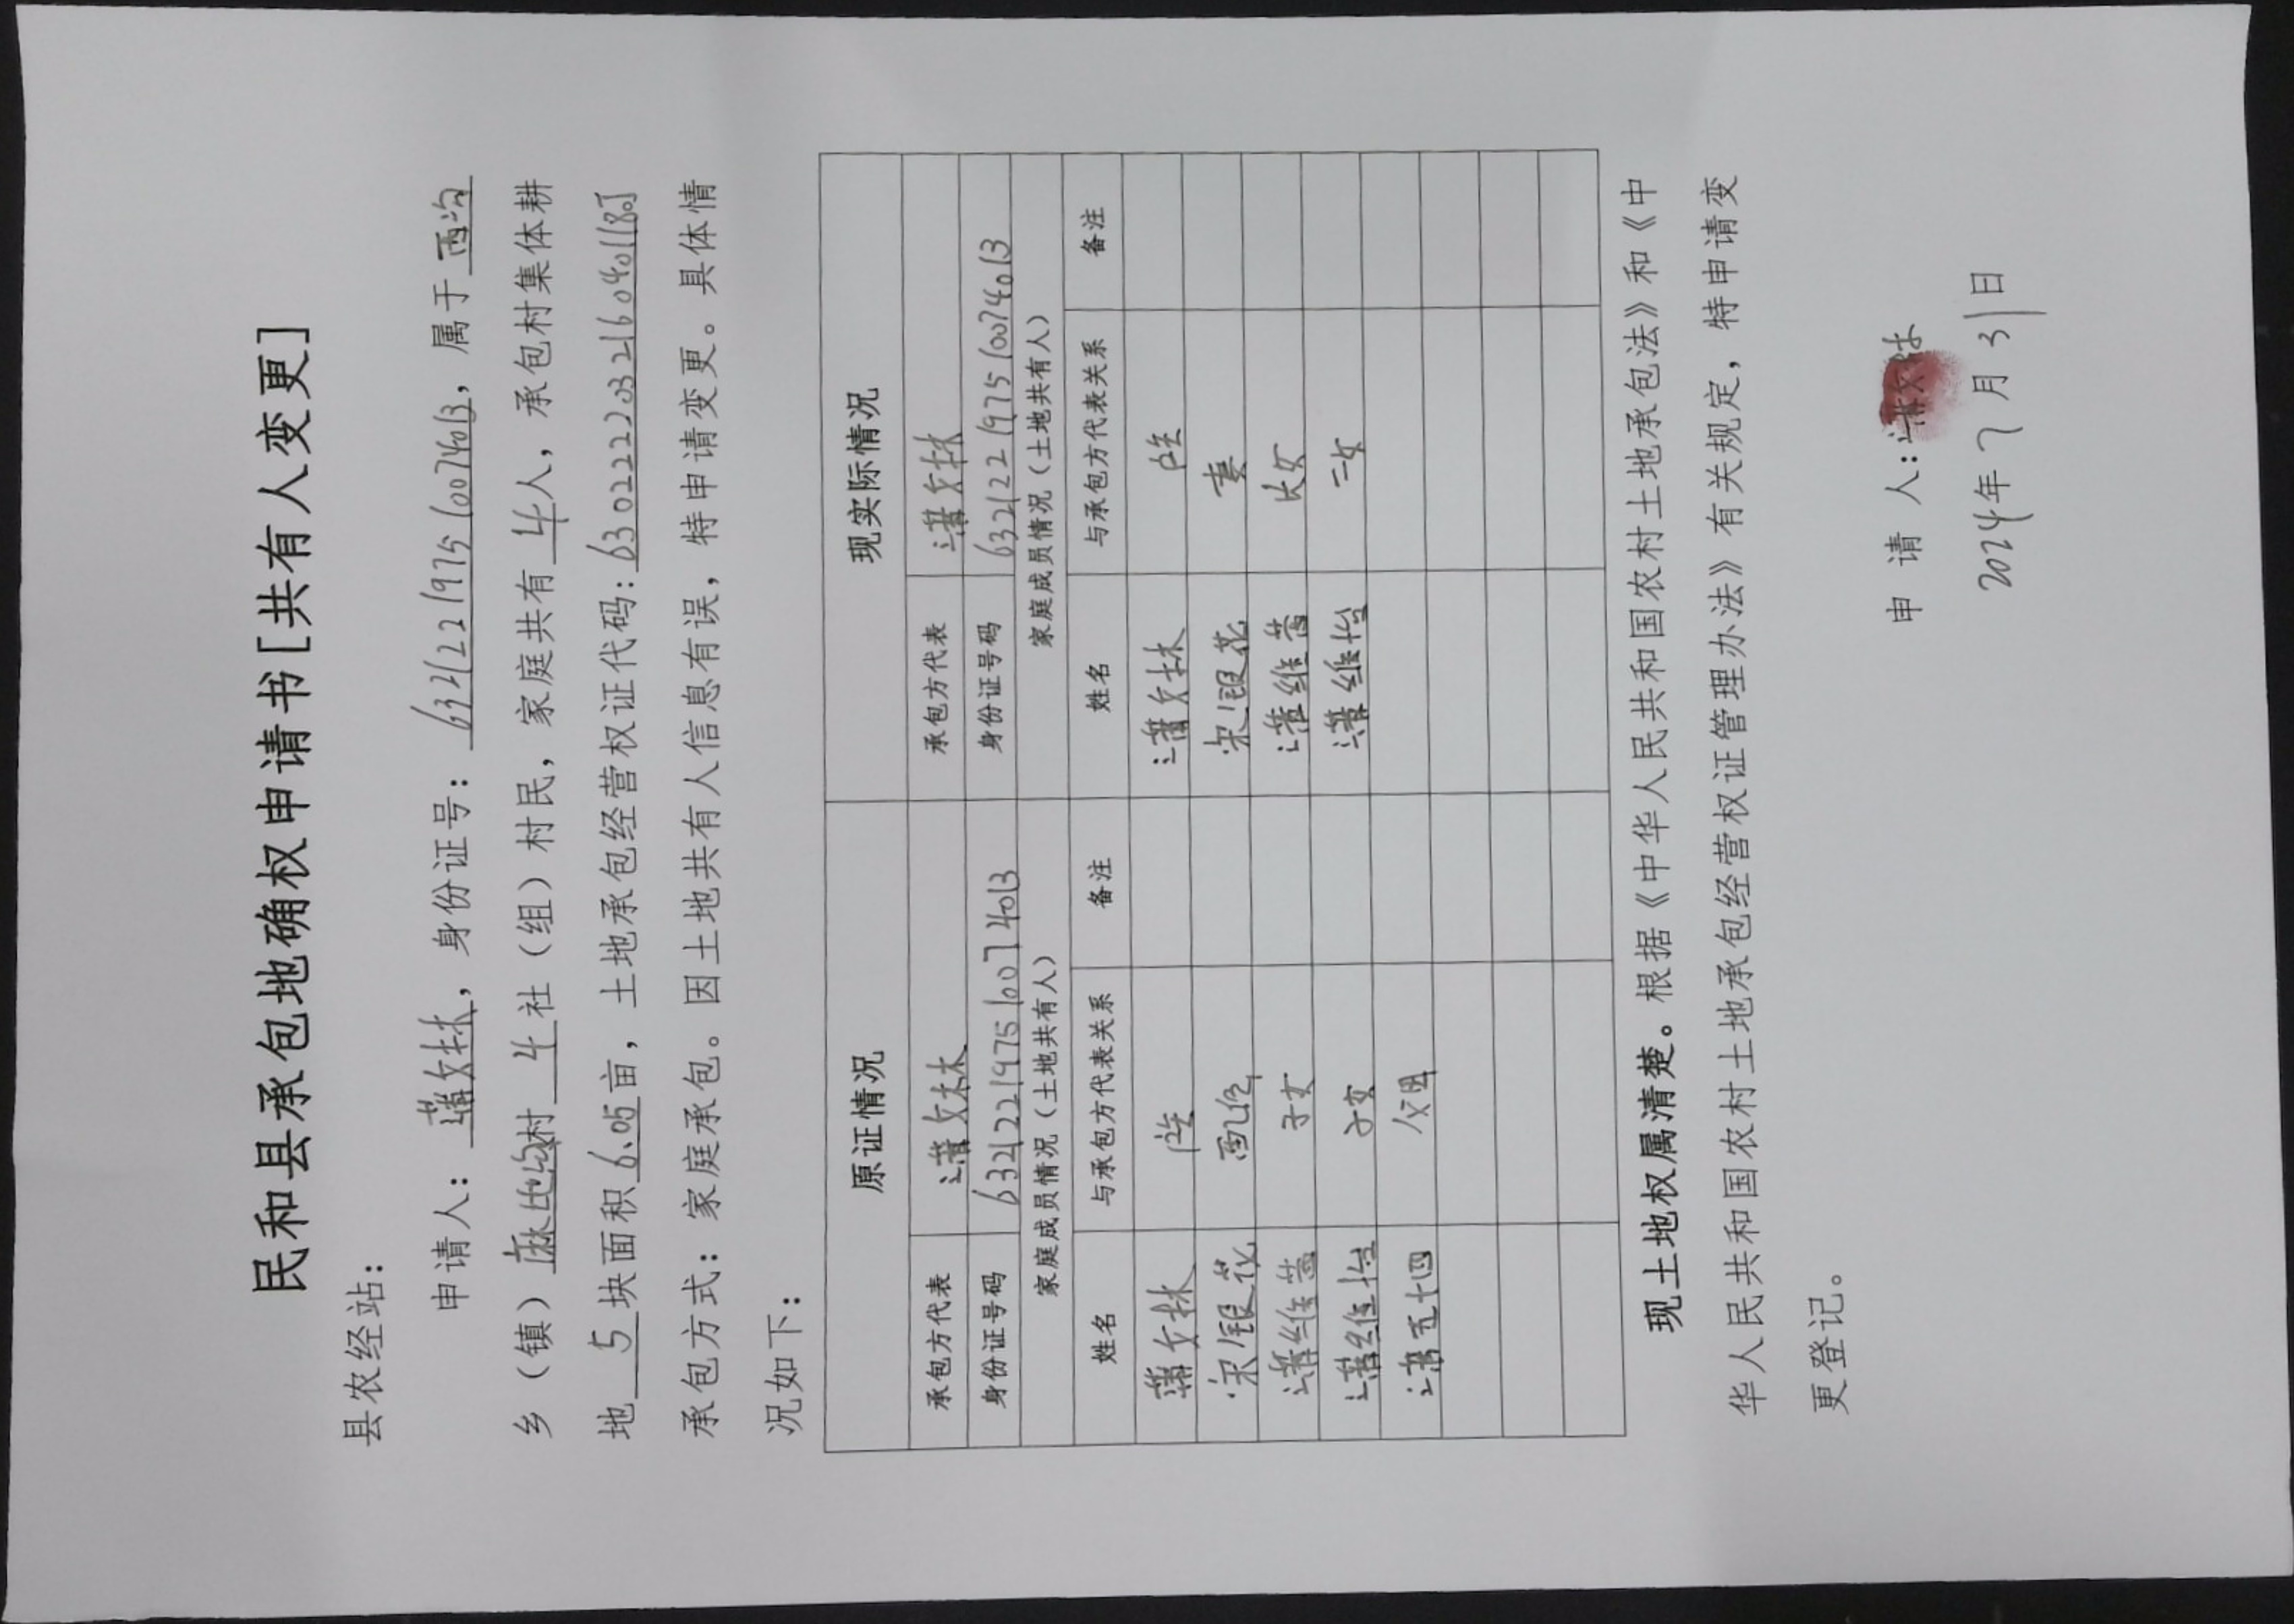 民和县承包地确权申请书[共有人变更]
县农经站：
申请人：蒲文林，身份证号：632122197510074013，属于西沟
乡（镇）麻地沟村 4 社（组）村民，家庭共有 4 人，承包村集体耕
地 5 块面积 6.05 亩，土地承包经营权证代码：630222203216040118J
承包方式：家庭承包。因土地共有人信息有误，特申请变更。具体情
况如下：
原证情况 现实际情况
承包方代表 蒲文林 承包方代表 蒲文林
身份证号码 632122197510074013 身份证号码 632122197510074013
家庭成员情况（土地共有人） 家庭成员情况（土地共有人）
姓名 与承包方代表关系 备注 姓名 与承包方代表关系 备注
蒲文林 户主 蒲文林 户主
宋银花 配偶 宋银花 妻
蒲维 子女 蒲维 长女
蒲维怡 子女 蒲维怡 二女
蒲五十四 父母
现土地权属清楚。根据《中华人民共和国农村土地承包法》和《中
华人民共和国农村土地承包经营权证管理办法》有关规定，特申请变
更登记。
申 请 人：蒲文林
2024年 7 月 31 日